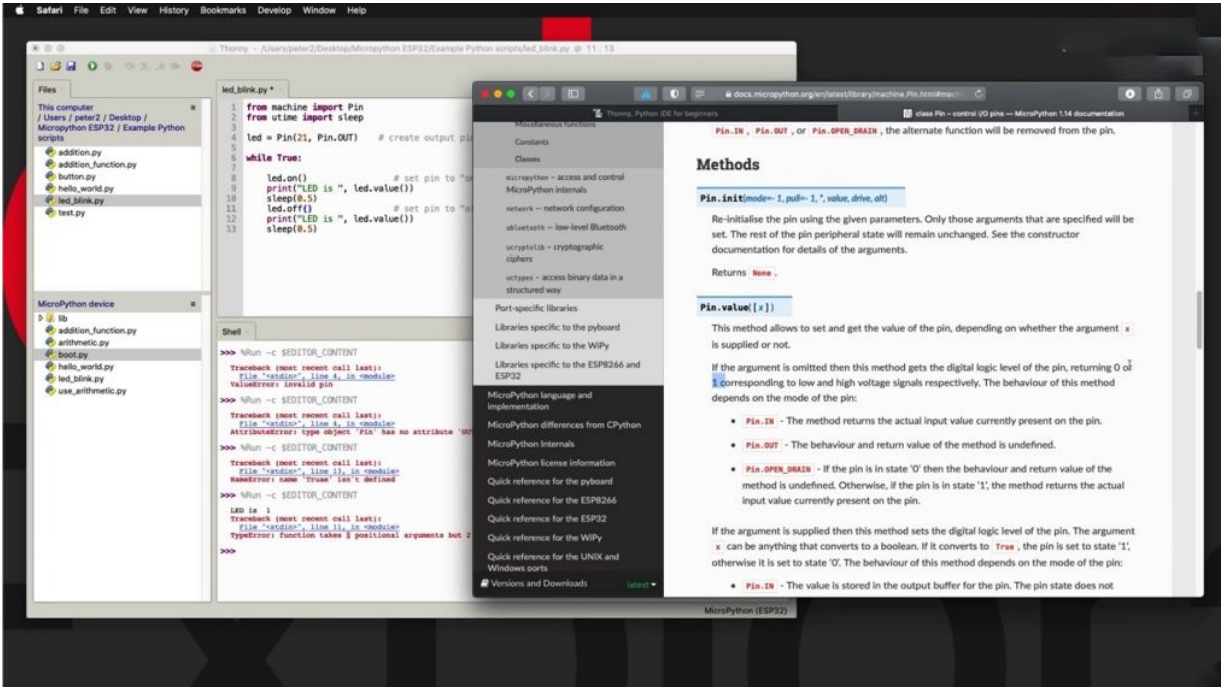 Safari File Edit View History Bookmarks Develop Window Help
Thonny - /Users/peter2/Desktop/Micropython ESP32/Example Python scripts/led_blink.py @ 11 : 13
Files
This computer
/ Users / peter2 / Desktop /
Micropython ESP32 / Example Python
scripts
addition.py
addition_function.py
button.py
hello_world.py
led_blink.py
test.py
MicroPython device
lib
addition_function.py
arithmetic.py
boot.py
hello_world.py
led_blink.py
use_arithmetic.py
led_blink.py *
1 from machine import Pin
2 from utime import sleep
3
4 led = Pin(21, Pin.OUT) # create output pin
5
6 while True:
7
8 led.on() # set pin to "o
9 print("LED is ", led.value())
10 sleep(0.5)
11 led.off() # set pin to "o
12 print("LED is ", led.value())
13 sleep(0.5)
Shell
>>> %Run -c $EDITOR_CONTENT
Traceback (most recent call last):
File "<stdin>", line 4, in <module>
ValueError: invalid pin
>>> %Run -c $EDITOR_CONTENT
Traceback (most recent call last):
File "<stdin>", line 4, in <module>
AttributeError: type object 'Pin' has no attribute
>>> %Run -c $EDITOR_CONTENT
Traceback (most recent call last):
File "<stdin>", line 13, in <module>
NameError: name 'Truae' isn't defined
>>> %Run -c $EDITOR_CONTENT
LED is 1
Traceback (most recent call last):
File "<stdin>", line 11, in <module>
TypeError: function takes positional arguments but 2
>>>
MicroPython (ESP32)
docs.micropython.org/en/latest/library/machine.Pin.html#mach
Thonny, Python IDE for beginners
class Pin – control I/O pins — MicroPython 1.14 documentation
Miscellaneous functions
Constants
Classes
micropython – access and control
MicroPython internals
network — network configuration
ubluetooth — low-level Bluetooth
ucryptolib – cryptographic
ciphers
uctypes – access binary data in a
structured way
Port-specific libraries
Libraries specific to the pyboard
Libraries specific to the WiPy
Libraries specific to the ESP8266 and
ESP32
MicroPython language and
implementation
MicroPython differences from CPython
MicroPython Internals
MicroPython license information
Quick reference for the pyboard
Quick reference for the ESP8266
Quick reference for the ESP32
Quick reference for the WiPy
Quick reference for the UNIX and
Windows ports
Versions and Downloads latest
Pin.IN , Pin.OUT , or Pin.OPEN_DRAIN , the alternate function will be removed from the pin.
Methods
Pin.init(mode=- 1, pull=- 1, *, value, drive, alt)
Re-initialise the pin using the given parameters. Only those arguments that are specified will be
set. The rest of the pin peripheral state will remain unchanged. See the constructor
documentation for details of the arguments.
Returns None .
Pin.value([x])
This method allows to set and get the value of the pin, depending on whether the argument x
is supplied or not.
If the argument is omitted then this method gets the digital logic level of the pin, returning 0 or
1 corresponding to low and high voltage signals respectively. The behaviour of this method
depends on the mode of the pin:
Pin.IN - The method returns the actual input value currently present on the pin.
Pin.OUT - The behaviour and return value of the method is undefined.
Pin.OPEN_DRAIN - If the pin is in state '0' then the behaviour and return value of the
method is undefined. Otherwise, if the pin is in state '1', the method returns the actual
input value currently present on the pin.
If the argument is supplied then this method sets the digital logic level of the pin. The argument
x can be anything that converts to a boolean. If it converts to True , the pin is set to state '1',
otherwise it is set to state '0'. The behaviour of this method depends on the mode of the pin:
Pin.IN - The value is stored in the output buffer for the pin. The pin state does not